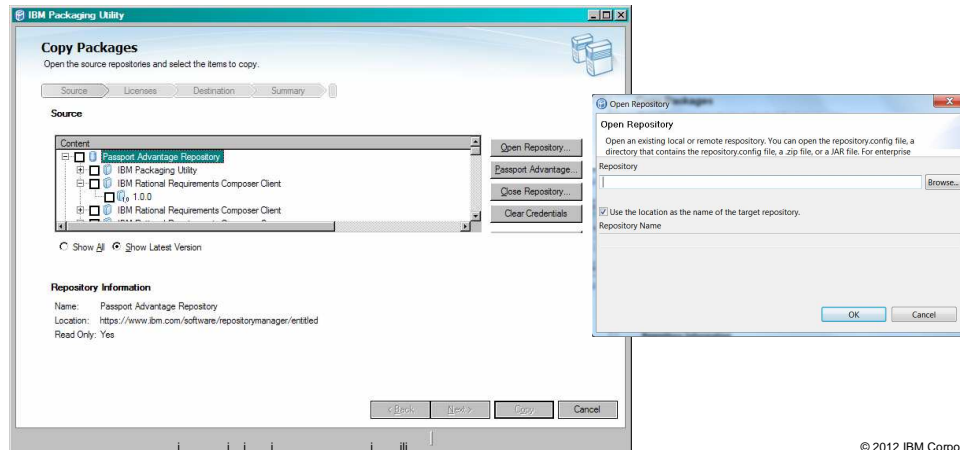 IBM Packaging Utility
Copy Packages
Open the source repositories and select the items to copy.
Source Licenses Destination Summary
Source
Content
Passport Advantage Repository
IBM Packaging Utility
IBM Rational Requirements Composer Client
1.0.0
IBM Rational Requirements Composer Client
Open Repository...
Passport Advantage...
Close Repository...
Clear Credentials
Show All Show Latest Version
Repository Information
Name: Passport Advantage Repository
Location: https://www.ibm.com/software/repositorymanager/entitled
Read Only: Yes
< Back Next > Copy Cancel
Open Repository
Open Repository
Open an existing local or remote respository. You can open the repository.config file, a
directory that contains the repository.config file, a .zip file, or a JAR file. For enterprise
Repository
Browse...
Use the location as the name of the target repository.
Repository Name
OK Cancel
© 2012 IBM Corpo